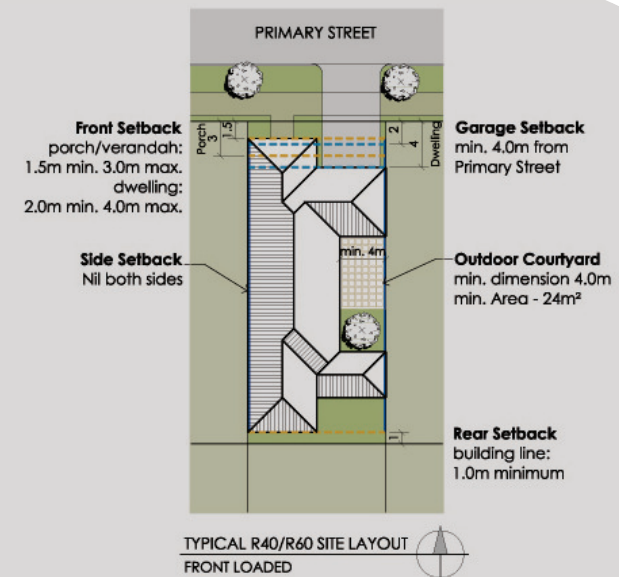 PRIMARY STREET
Front Setback
porch/verandah:
1.5m min. 3.0m max.
dwelling:
2.0m min. 4.0m max.
Porch
3
1.5
2
4
Dwelling
Garage Setback
min. 4.0m from
Primary Street
Side Setback
Nil both sides
min. 4m
Outdoor Courtyard
min. dimension 4.0m
min. Area - 24m²
Rear Setback
building line:
1.0m minimum
1
TYPICAL R40/R60 SITE LAYOUT
FRONT LOADED